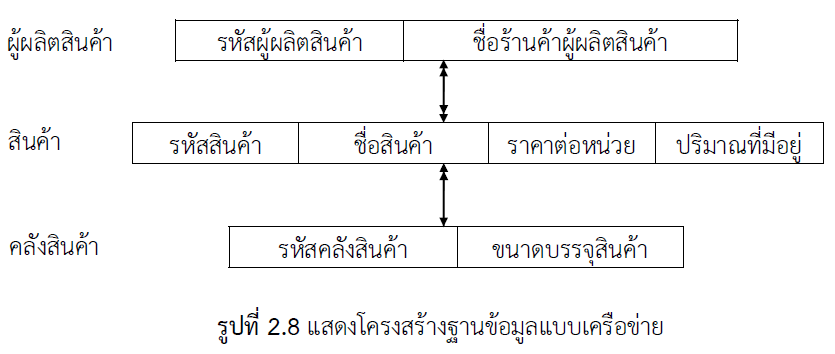 ผู้ผลิตสินค้า รหัสผู้ผลิตสินค้า ชื่อร้านค้าผู้ผลิตสินค้า
สินค้า รหัสสินค้า ชื่อสินค้า ราคาต่อหน่วย ปริมาณที่มีอยู่
คลังสินค้า รหัสคลังสินค้า ขนาดบรรจุสินค้า
รูปที่ 2.8 แสดงโครงสร้างฐานข้อมูลแบบเครือข่าย